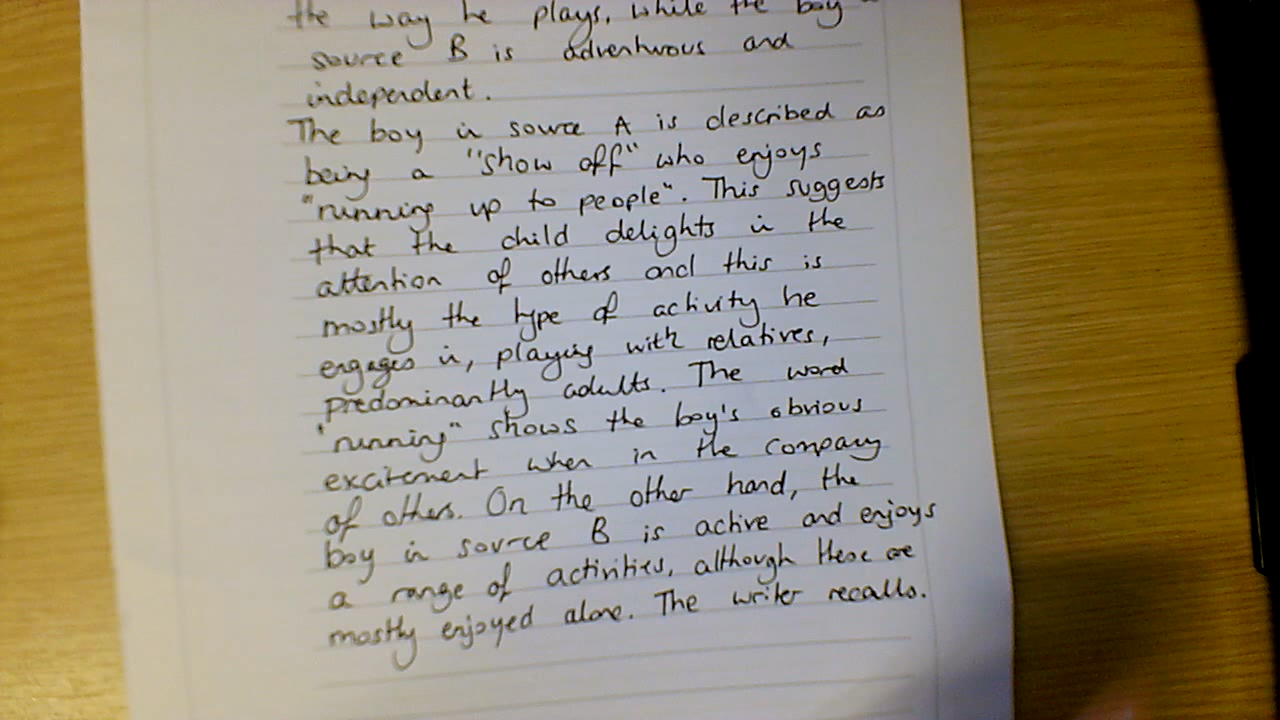 the way he plays, while the boy
source B is adventurous and
independent.
The boy in source A is described as
being a "show off" who enjoys
"running up to people". This suggests
that the child delights in the
attention of others and this is
mostly the type of activity he
engages in, playing with relatives,
predominantly adults. The word
"running" shows the boy's obvious
excitement when in the company
of others. On the other hand, the
boy in source B is active and enjoys
a range of activities, although these are
mostly enjoyed alone. The writer recalls.